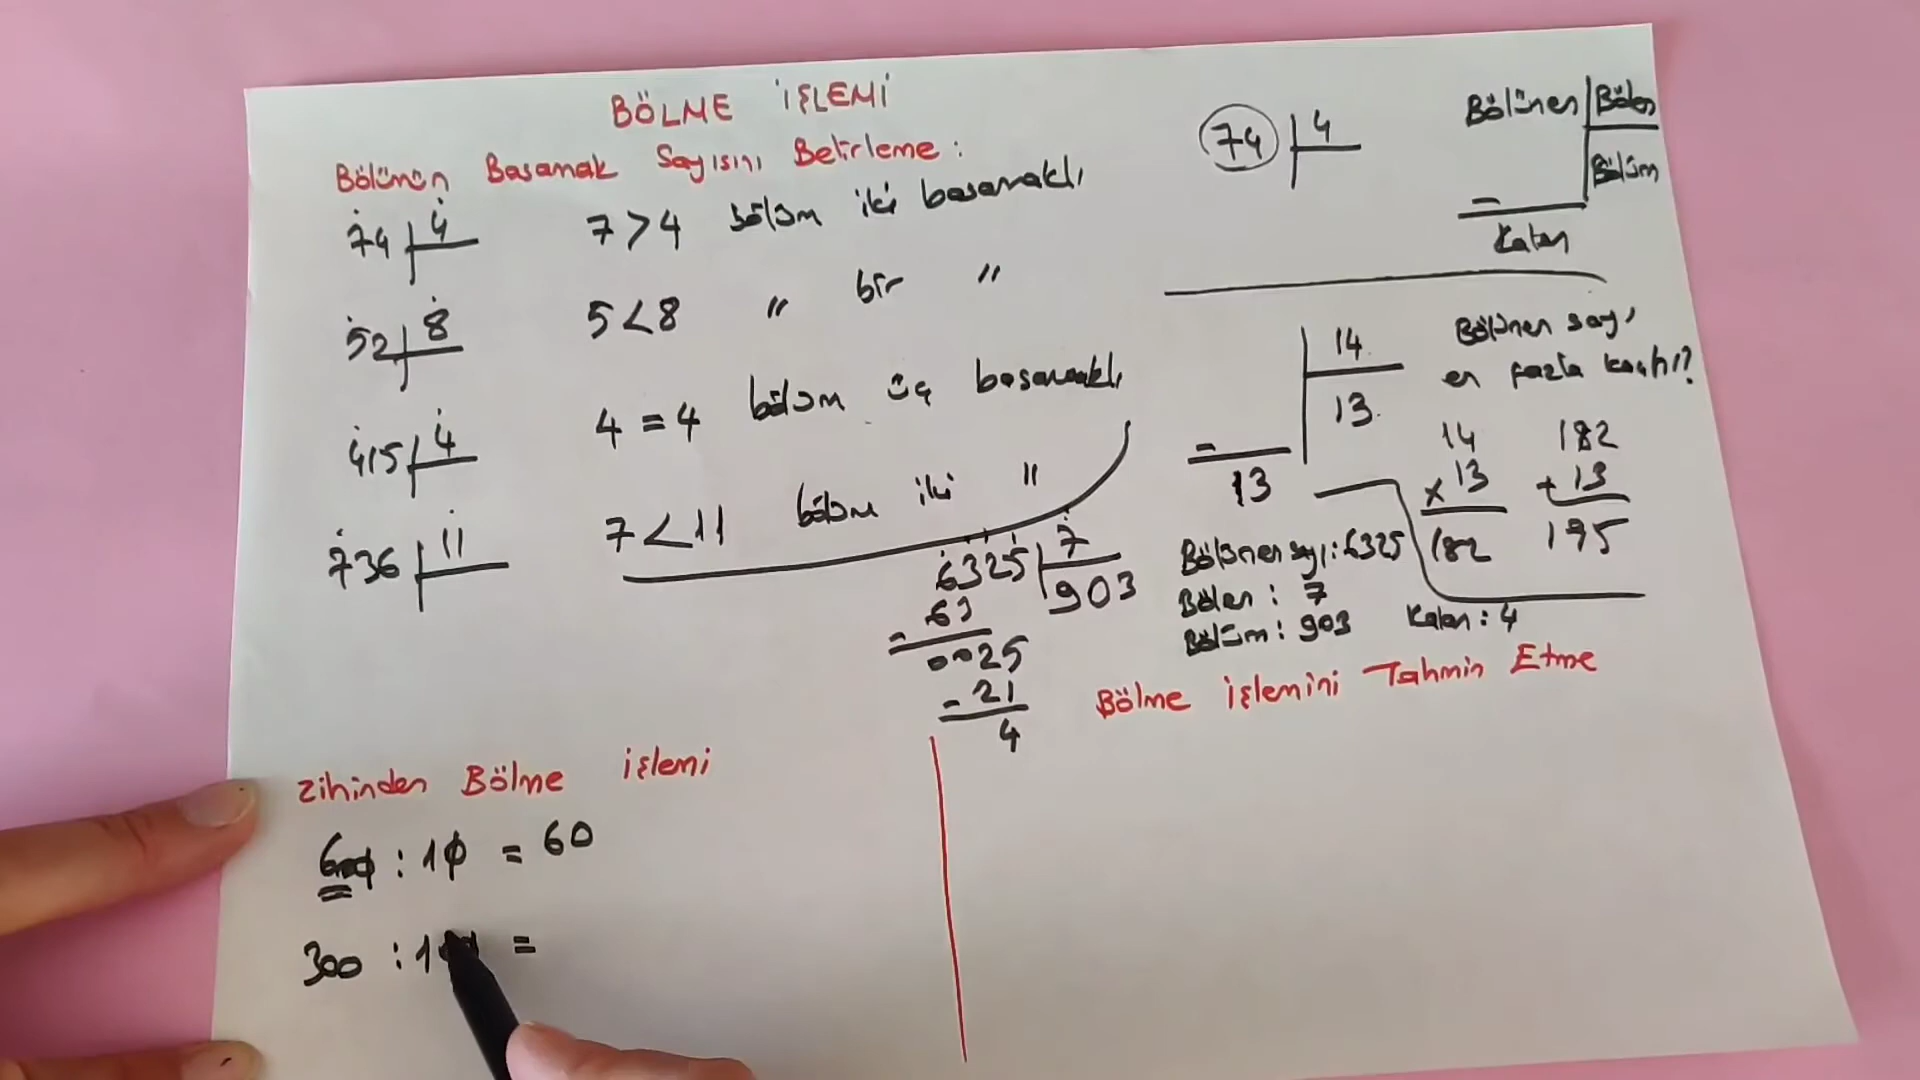 BÖLME İŞLEMİ
Bölünün Basamak Sayısını Belirleme:
74 | 4 7 > 4 bölüm iki basamaklı
52 | 8 5 < 8 " bir "
415 | 4 4 = 4 bölüm üç basamaklı
736 | 11 7 < 11 bölüm iki "
6325 | 7
903
- 63
0025
- 21
4
74 | 4
Bölünen | Bölen
Bölüm
-
Kalan
14
13
-
13
Bölünen sayı
en fazla kaçtır?
14
x 13
182
182
+ 13
195
Bölünen sayı: 6325
Bölen: 7
Bölüm: 903 Kalan: 4
Zihinden Bölme işlemi
600 : 10 = 60
300 : 1 =
Bölme işlemini Tahmin Etme